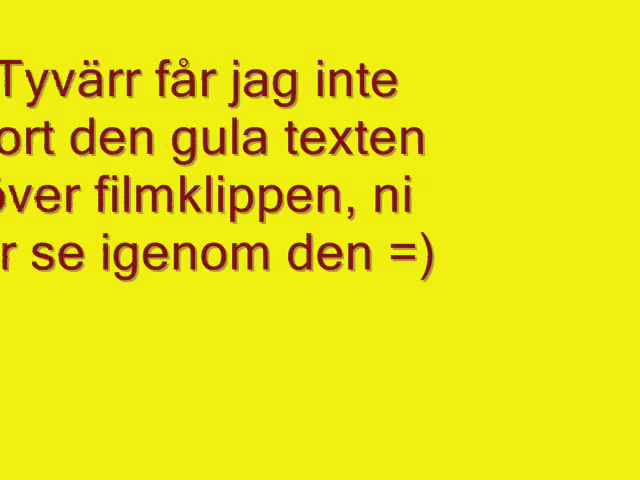 Tyvärr får jag inte
ort den gula texten
över filmklippen, ni
r se igenom den =)